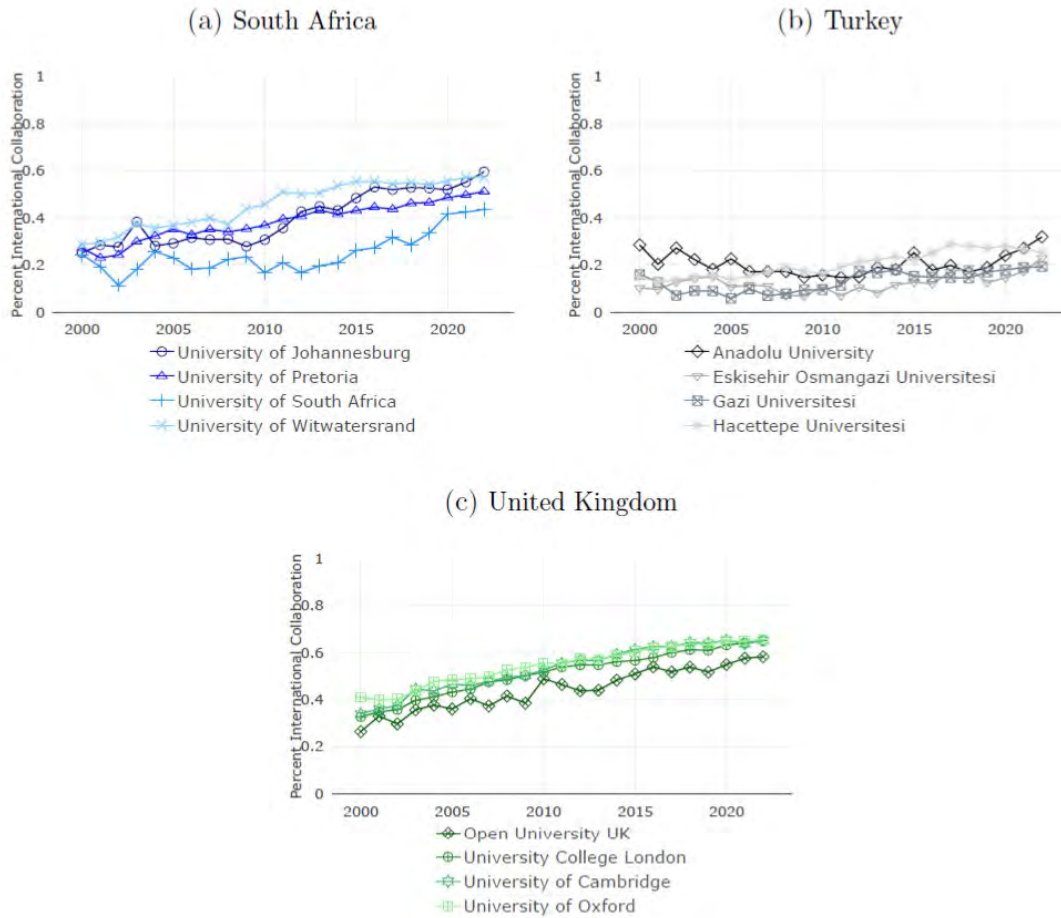 (a) South Africa
Percent International Collaboration
1
0.8
0.6
0.4
0.2
0
2000 2005 2010 2015 2020
University of Johannesburg
University of Pretoria
University of South Africa
University of Witwatersrand
(b) Turkey
Percent International Collaboration
1
0.8
0.6
0.4
0.2
0
2000 2005 2010 2015 2020
Anadolu University
Eskisehir Osmangazi Universitesi
Gazi Universitesi
Hacettepe Universitesi
(c) United Kingdom
Percent International Collaboration
1
0.8
0.6
0.4
0.2
0
2000 2005 2010 2015 2020
Open University UK
University College London
University of Cambridge
University of Oxford